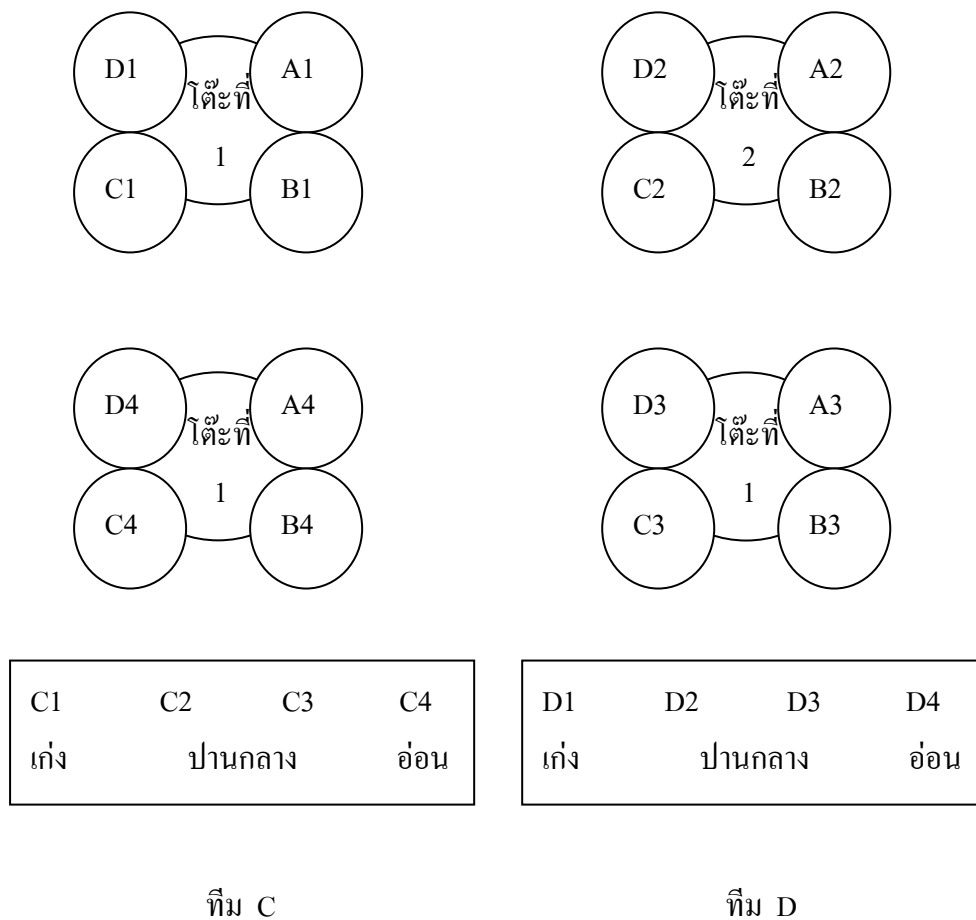 D1 A1 D2 A2
โต๊ะที่ โต๊ะที่
1 2
C1 B1 C2 B2
D4 A4 D3 A3
โต๊ะที่ โต๊ะที่
1 1
C4 B4 C3 B3
C1 C2 C3 C4 D1 D2 D3 D4
เก่ง ปานกลาง อ่อน เก่ง ปานกลาง อ่อน
ทีม C ทีม D